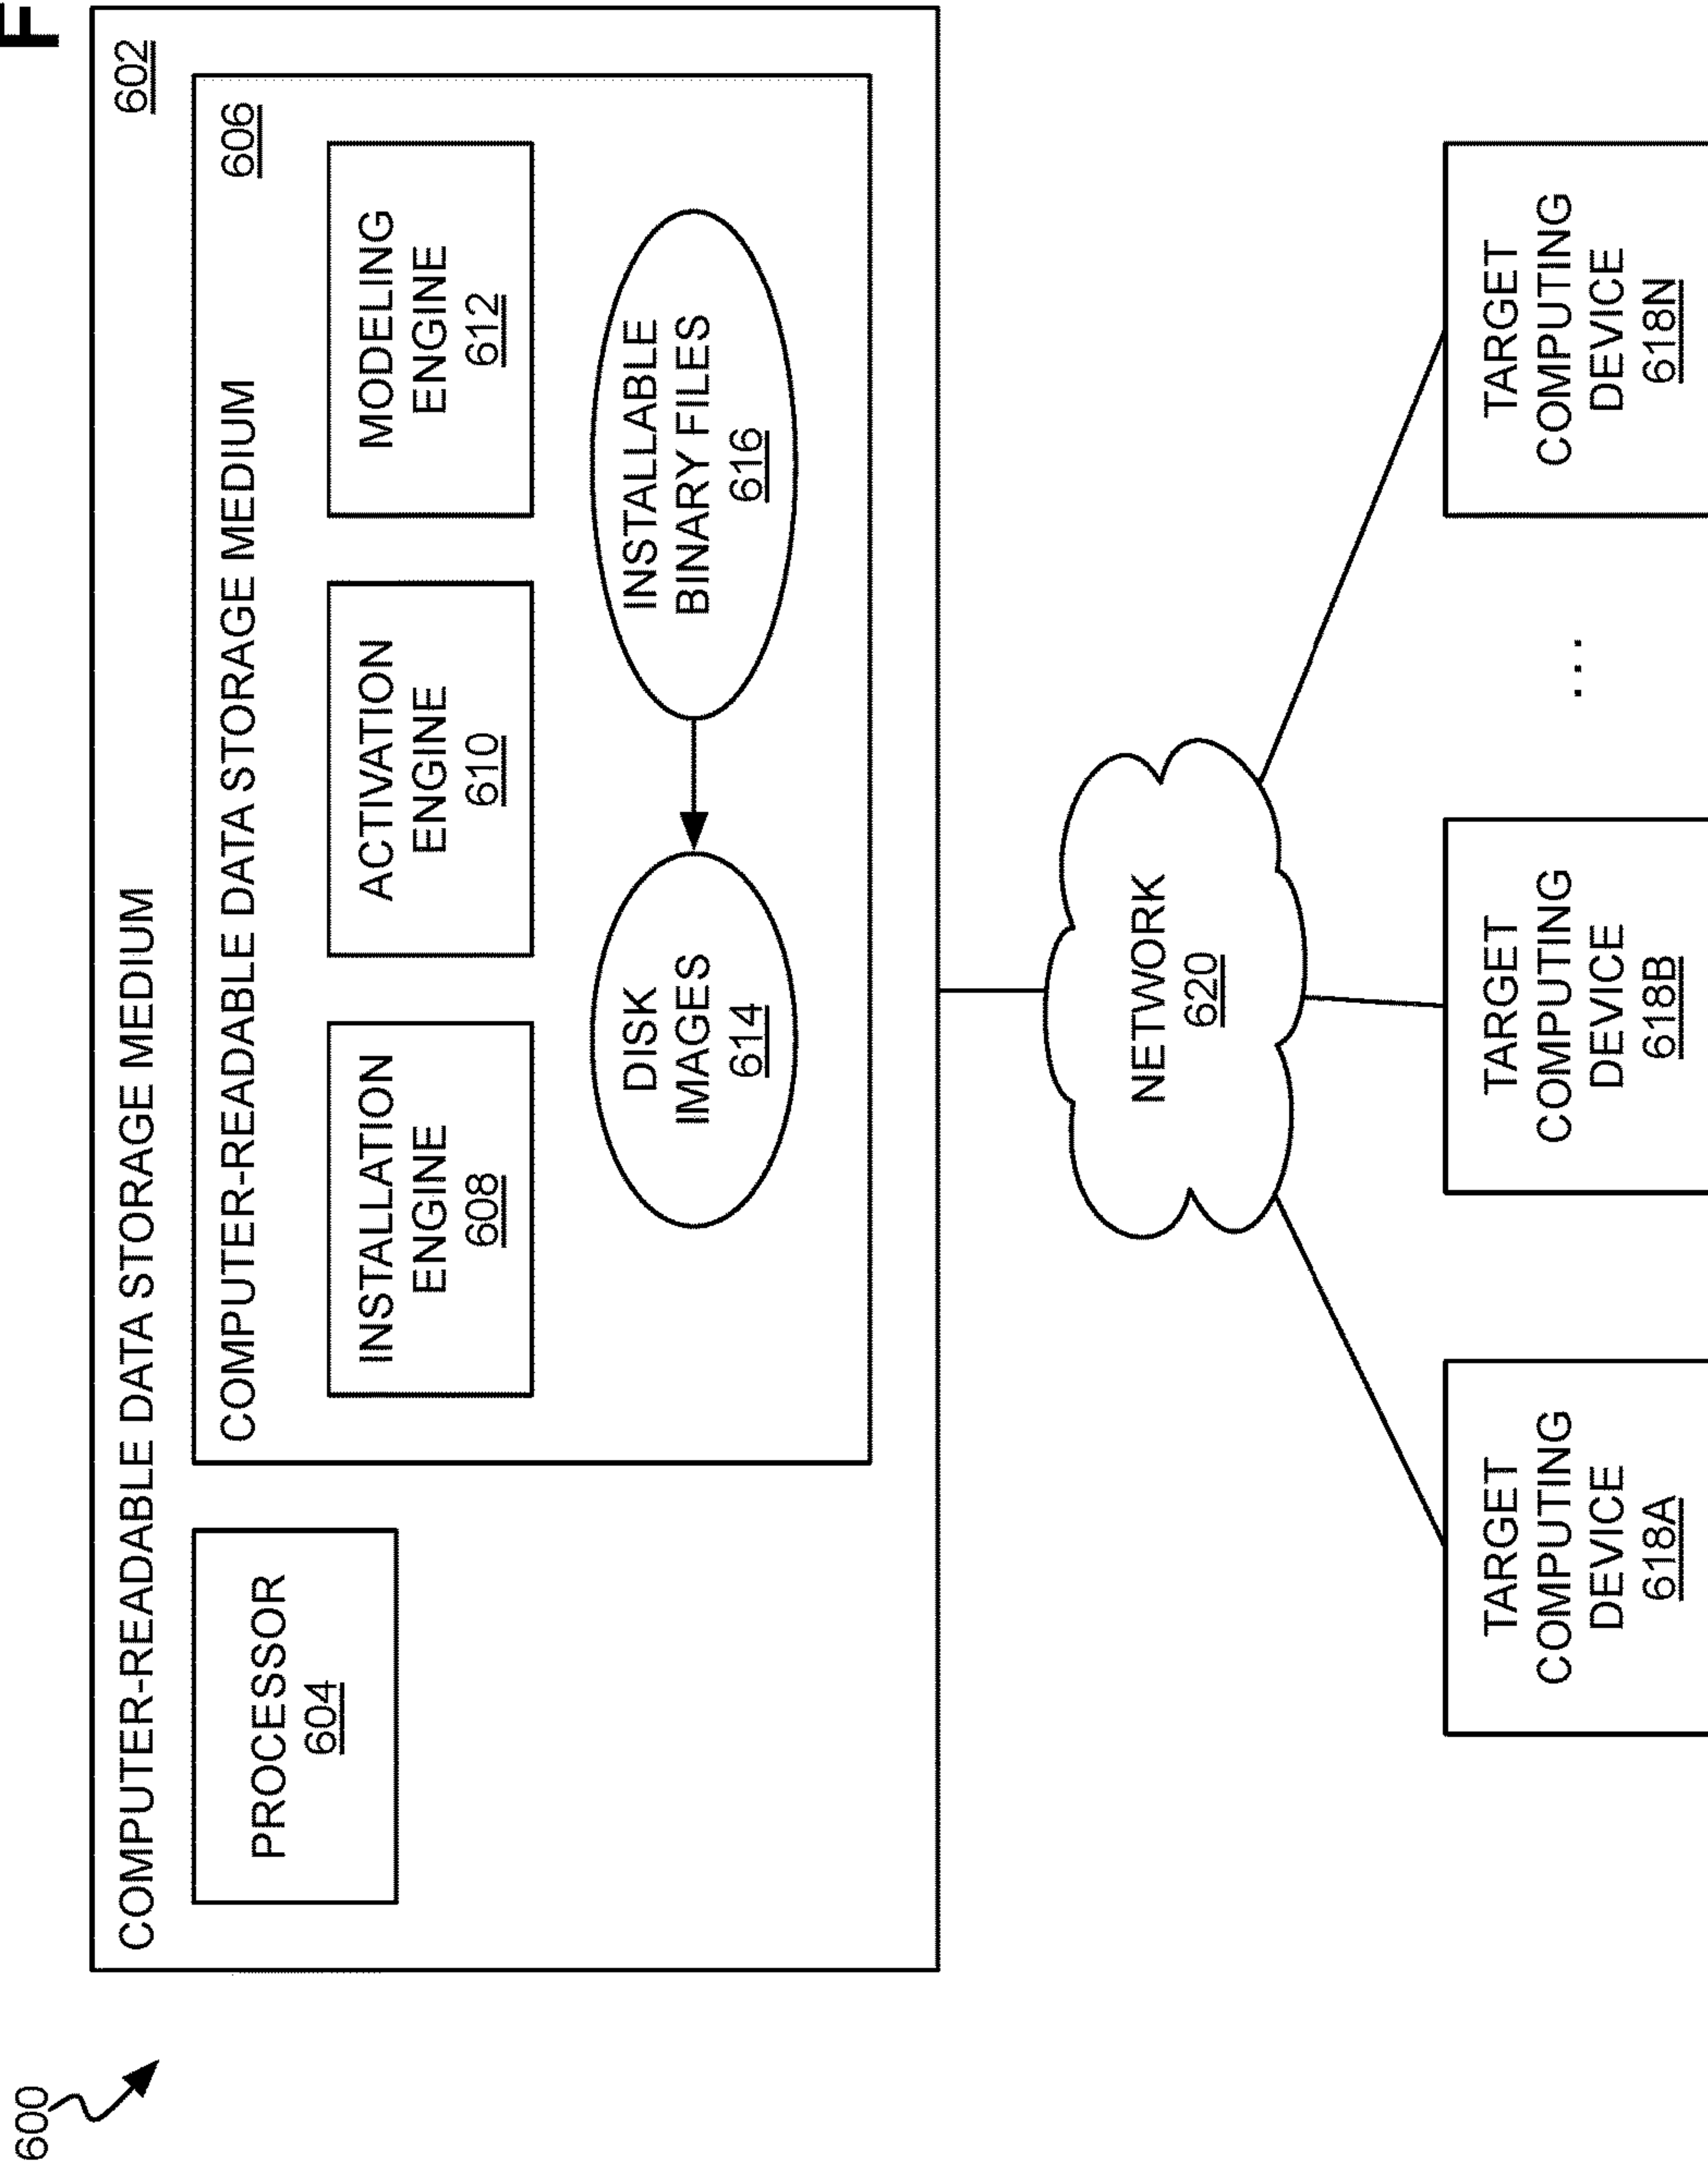 F
600
COMPUTER-READABLE DATA STORAGE MEDIUM
602
PROCESSOR
604
COMPUTER-READABLE DATA STORAGE MEDIUM
606
INSTALLATION
ENGINE
608
ACTIVATION
ENGINE
610
MODELING
ENGINE
612
DISK
IMAGES
614
INSTALLABLE
BINARY FILES
616
NETWORK
620
TARGET
COMPUTING
DEVICE
618A
TARGET
COMPUTING
DEVICE
618B
...
TARGET
COMPUTING
DEVICE
618N